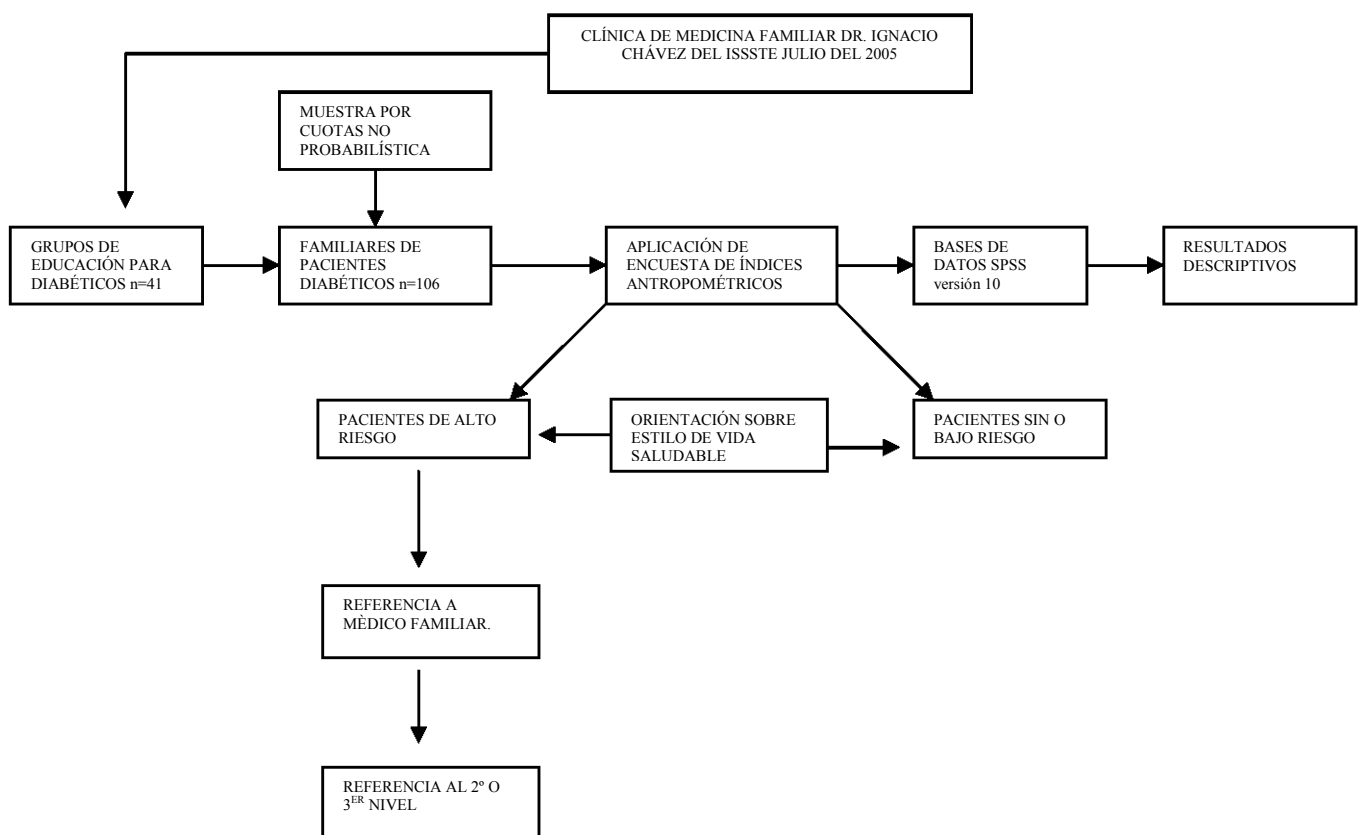 CLÍNICA DE MEDICINA FAMILIAR DR. IGNACIO
CHÁVEZ DEL ISSSTE JULIO DEL 2005
MUESTRA POR
CUOTAS NO
PROBABILÍSTICA
GRUPOS DE
EDUCACIÓN PARA
DIABÉTICOS n=41
FAMILIARES DE
PACIENTES
DIABÉTICOS n=106
APLICACIÓN DE
ENCUESTA DE ÍNDICES
ANTROPOMÉTRICOS
BASES DE
DATOS SPSS
versión 10
RESULTADOS
DESCRIPTIVOS
PACIENTES DE ALTO
RIESGO
ORIENTACIÓN SOBRE
ESTILO DE VIDA
SALUDABLE
PACIENTES SIN O
BAJO RIESGO
REFERENCIA A
MÈDICO FAMILIAR.
REFERENCIA AL 2º O
3ER NIVEL